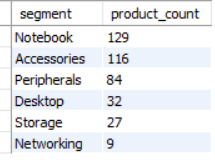 segment product_count
Notebook 129
Accessories 116
Peripherals 84
Desktop 32
Storage 27
Networking 9